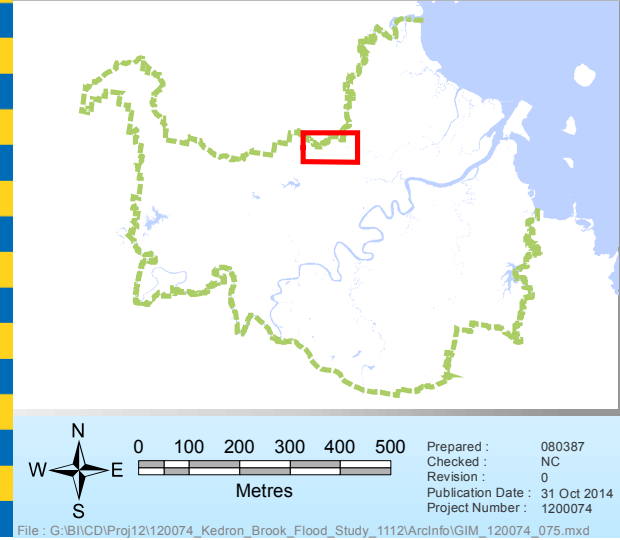 N
W E
S
0 100 200 300 400 500
Metres
Prepared : 080387
Checked : NC
Revision : 0
Publication Date : 31 Oct 2014
Project Number : 1200074
File : G:\BI\CD\Proj12\120074_Kedron_Brook_Flood_Study_1112\ArcInfo\GIM_120074_075.mxd